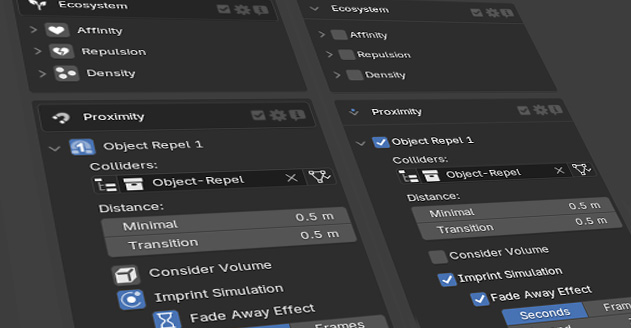 Ecosystem
Affinity
Repulsion
Density
Proximity
Object Repel 1
Colliders:
Object-Repel
Distance:
Minimal 0.5 m
Transition 0.5 m
Consider Volume
Imprint Simulation
Fade Away Effect
Frames
Ecosystem
Affinity
Repulsion
Density
Proximity
Object Repel 1
Colliders:
Object-Repel
Distance:
Minimal 0.5 m
Transition 0.5 m
Consider Volume
Imprint Simulation
Fade Away Effect
Seconds Fram